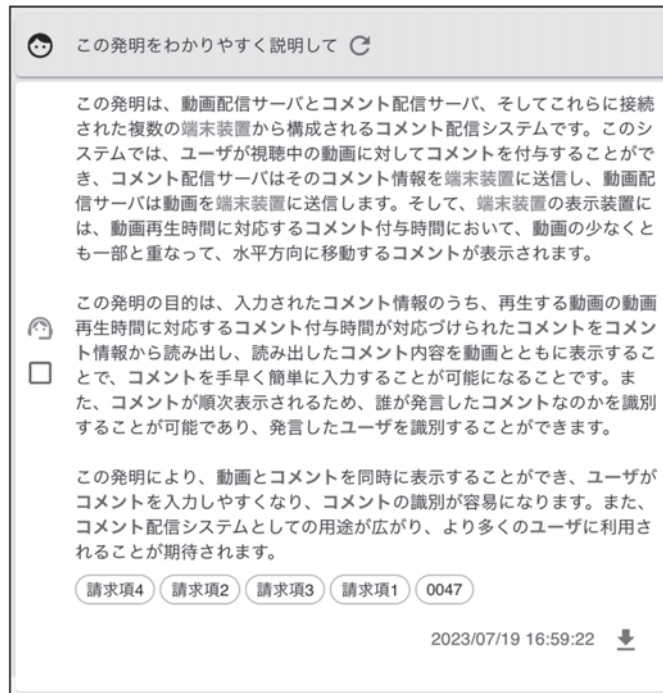 この発明をわかりやすく説明して
この発明は、動画配信サーバとコメント配信サーバ、そしてこれらに接続
された複数の端末装置から構成されるコメント配信システムです。このシ
ステムでは、ユーザが視聴中の動画に対してコメントを付与することがで
き、コメント配信サーバはそのコメント情報を端末装置に送信し、動画配
信サーバは動画を端末装置に送信します。そして、端末装置の表示装置に
は、動画再生時間に対応するコメント付与時間において、動画の少なくと
も一部と重なって、水平方向に移動するコメントが表示されます。
この発明の目的は、入力されたコメント情報のうち、再生する動画の動画
再生時間に対応するコメント付与時間が対応づけられたコメントをコメン
ト情報から読み出し、読み出したコメント内容を動画とともに表示するこ
とで、コメントを手早く簡単に入力することが可能になることです。ま
た、コメントが順次表示されるため、誰が発言したコメントなのかを識別
することが可能であり、発言したユーザを識別することができます。
この発明により、動画とコメントを同時に表示することができ、ユーザが
コメントを入力しやすくなり、コメントの識別が容易になります。また、
コメント配信システムとしての用途が広がり、より多くのユーザに利用さ
れることが期待されます。
請求項4 請求項2 請求項3 請求項1 0047
2023/07/19 16:59:22